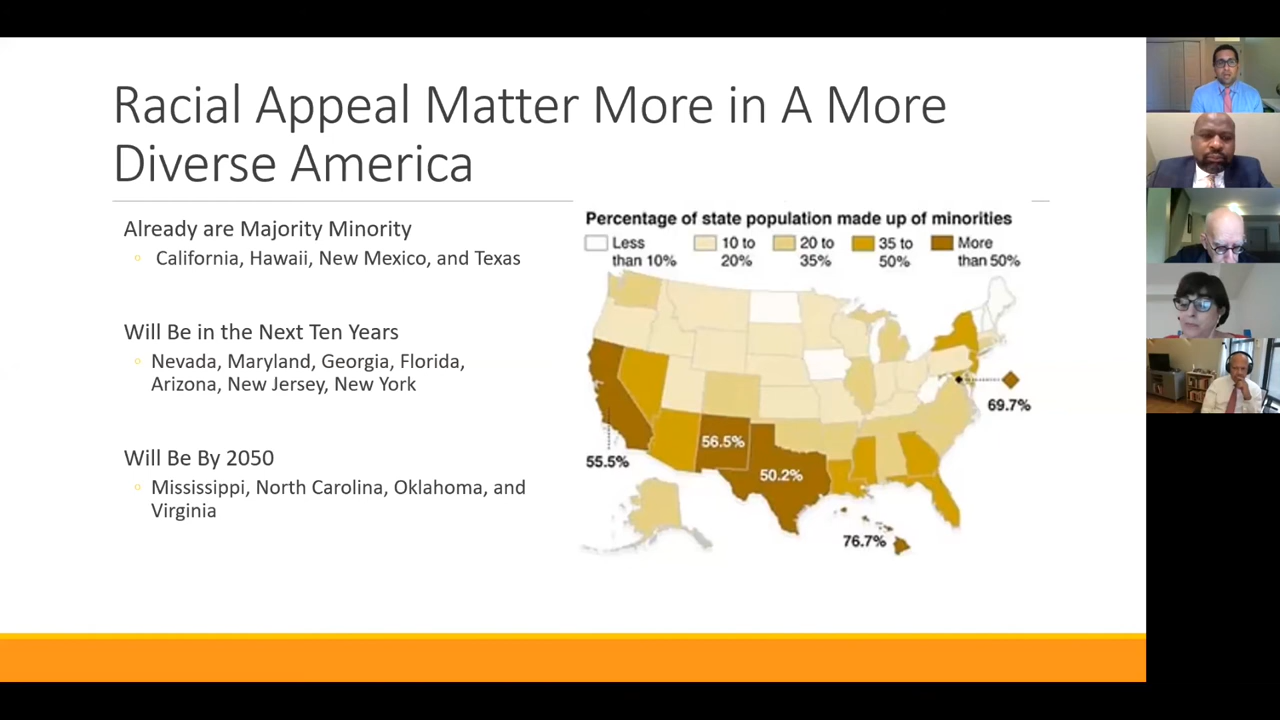 Racial Appeal Matter More in A More
Diverse America
Already are Majority Minority
California, Hawaii, New Mexico, and Texas
Will Be in the Next Ten Years
Nevada, Maryland, Georgia, Florida,
Arizona, New Jersey, New York
Will Be By 2050
Mississippi, North Carolina, Oklahoma, and
Virginia
Percentage of state population made up of minorities
Less than 10%
10 to 20%
20 to 35%
35 to 50%
More than 50%
69.7%
56.5%
55.5%
50.2%
76.7%